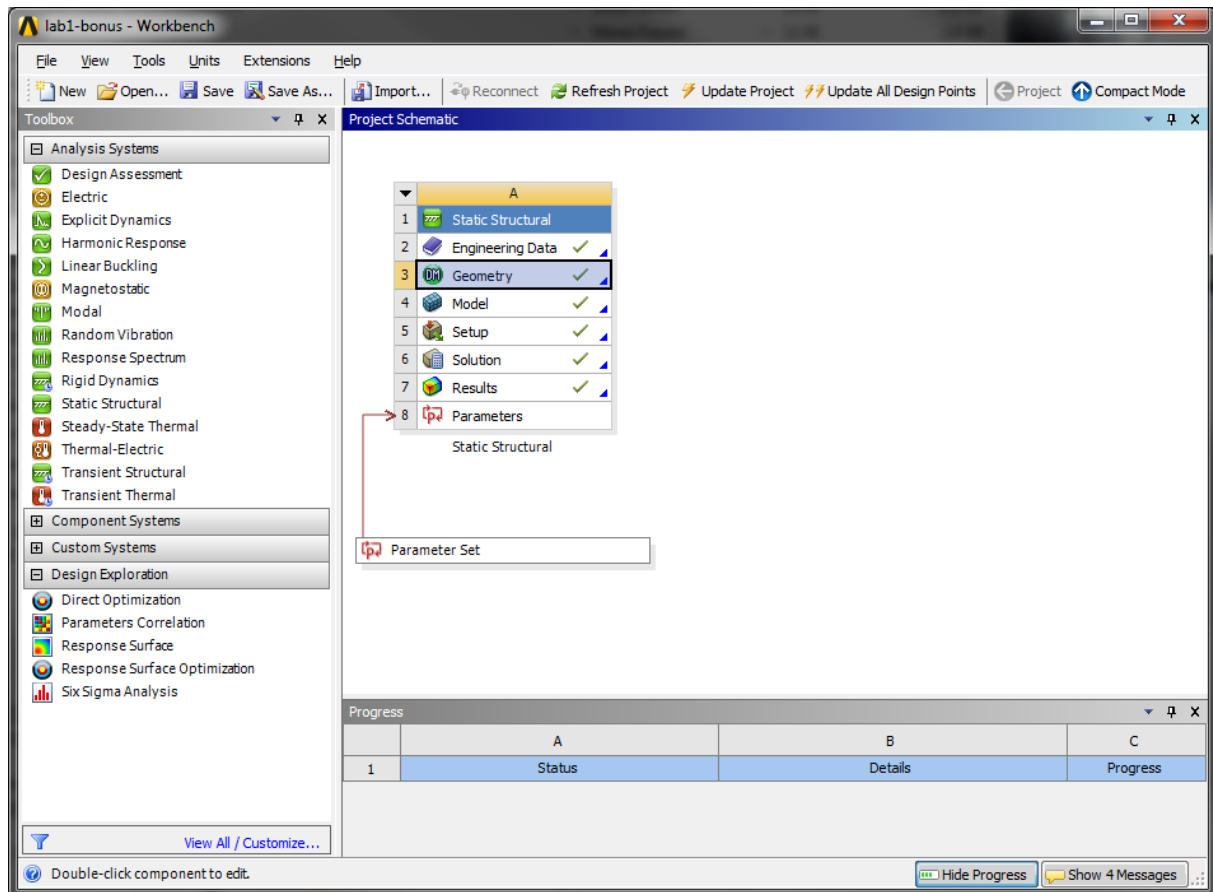 lab1-bonus - Workbench
File View Tools Units Extensions Help
New Open... Save Save As... Import... Reconnect Refresh Project Update Project Update All Design Points Project Compact Mode
Toolbox
Analysis Systems
Design Assessment
Electric
Explicit Dynamics
Harmonic Response
Linear Buckling
Magnetostatic
Modal
Random Vibration
Response Spectrum
Rigid Dynamics
Static Structural
Steady-State Thermal
Thermal-Electric
Transient Structural
Transient Thermal
Component Systems
Custom Systems
Design Exploration
Direct Optimization
Parameters Correlation
Response Surface
Response Surface Optimization
Six Sigma Analysis
View All / Customize...
Project Schematic
A
1 Static Structural
2 Engineering Data
3 DM Geometry
4 Model
5 Setup
6 Solution
7 Results
8 Parameters
Static Structural
Parameter Set
Progress
A B C
1 Status Details Progress
Double-click component to edit.
Hide Progress Show 4 Messages